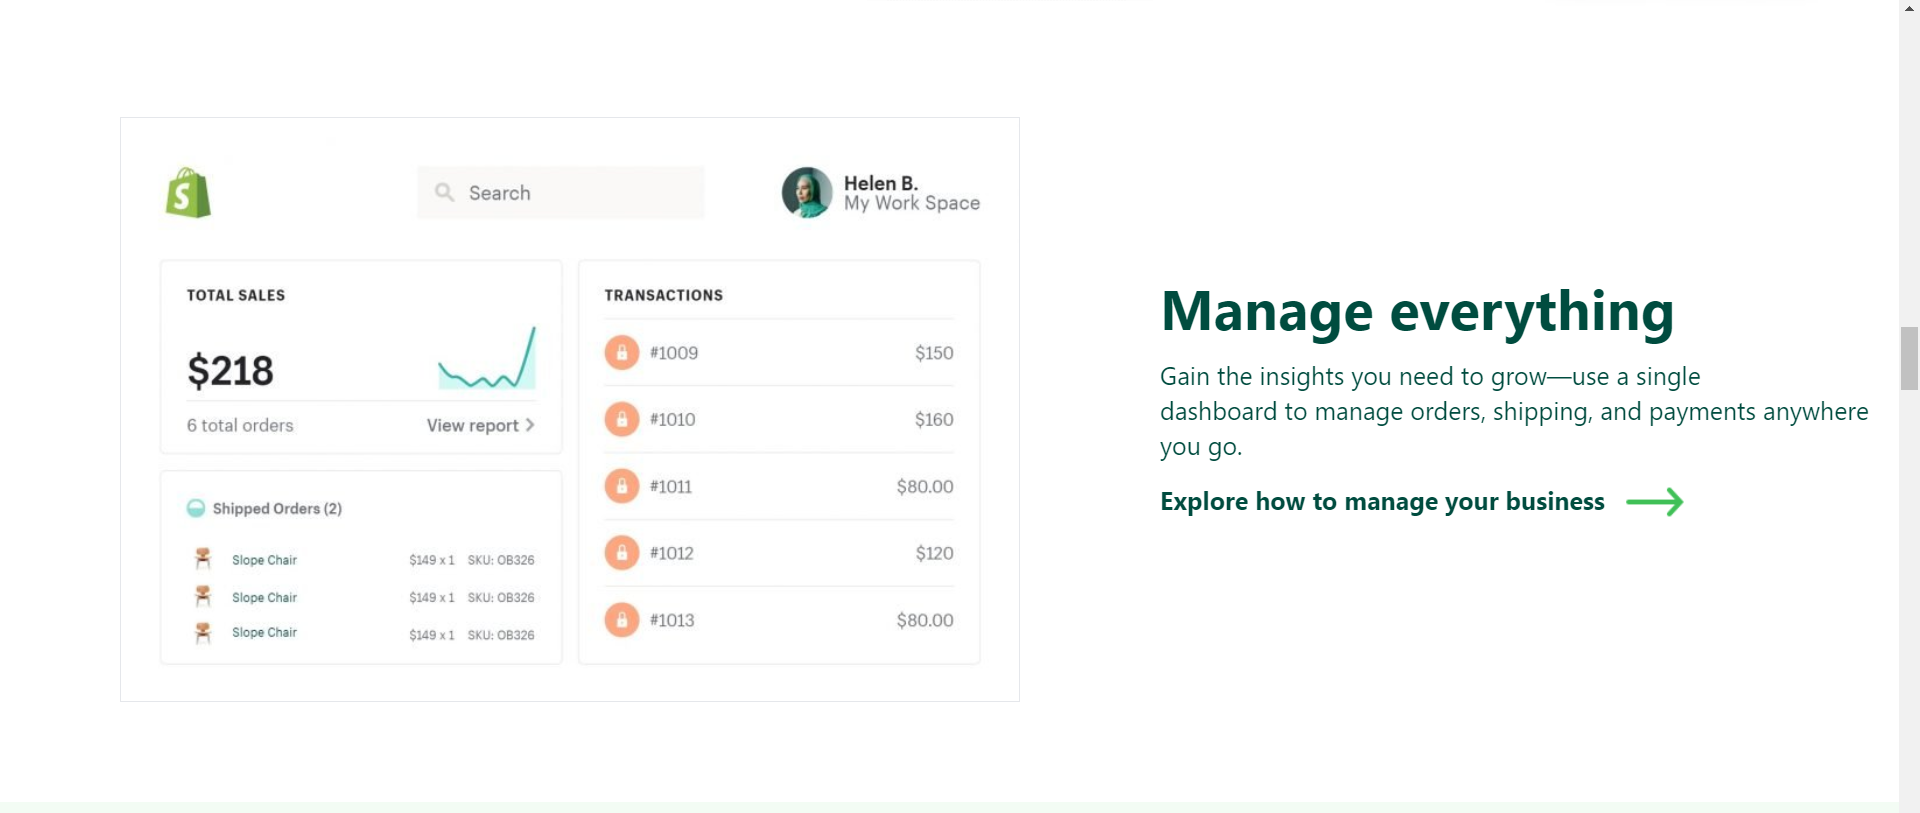 S
Search
Helen B.
My Work Space
TOTAL SALES
$218
6 total orders
View report
Shipped Orders (2)
Slope Chair $149 x 1 SKU: OB326
Slope Chair $149 x 1 SKU: OB326
Slope Chair $149 x 1 SKU: OB326
TRANSACTIONS
#1009 $150
#1010 $160
#1011 $80.00
#1012 $120
#1013 $80.00
Manage everything
Gain the insights you need to grow—use a single
dashboard to manage orders, shipping, and payments anywhere
you go.
Explore how to manage your business